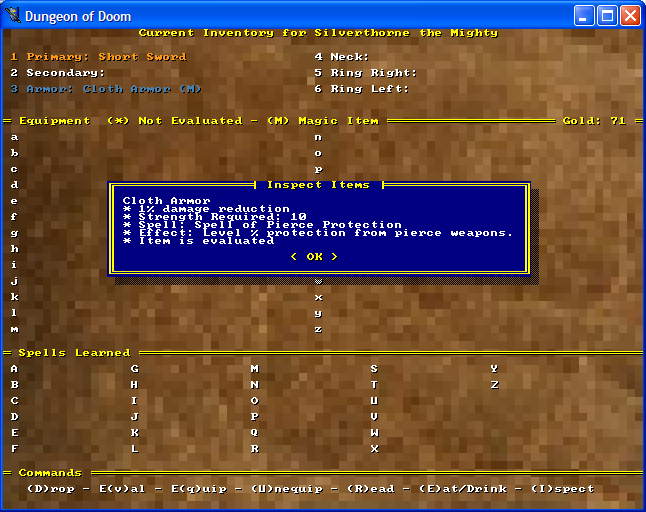 Dungeon of Doom
Current Inventory for Silverthorne the Mighty
1 Primary: Short Sword 4 Neck:
2 Secondary: 5 Ring Right:
3 Armor: Cloth Armor (M) 6 Ring Left:
Equipment (*) Not Evaluated - (M) Magic Item Gold: 71
a n
b o
c p
d
e
f
g
h
i
j w
k x
l y
m z
Inspect Items
Cloth Armor
* 1% damage reduction
* Strength Required: 10
* Spell: Spell of Pierce Protection
* Effect: Level % protection from pierce weapons.
* Item is evaluated
< OK >
Spells Learned
A G M S Y
B H N T Z
C I O U
D J P V
E K Q W
F L R X
Commands
(D)rop - E(v)al - E(q)uip - (U)nequip - (R)ead - (E)at/Drink - (I)spect